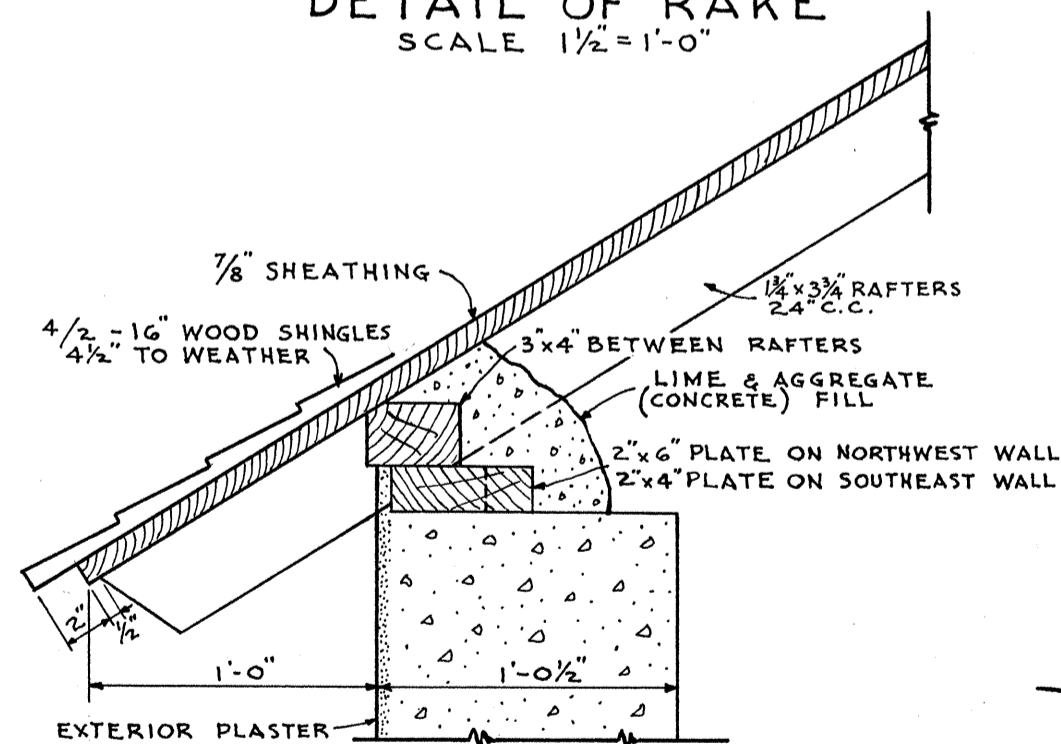 DETAIL OF RAKE
SCALE 1½" = 1'-0"
⅞" SHEATHING
4/2 - 16" WOOD SHINGLES
4½" TO WEATHER
1¾" x 3¾" RAFTERS
24" C.C.
3"x4" BETWEEN RAFTERS
LIME & AGGREGATE
(CONCRETE) FILL
2"x6" PLATE ON NORTHWEST WALL
2"x4" PLATE ON SOUTHEAST WALL
2"
½"
1'-0"
1'-0½"
EXTERIOR PLASTER